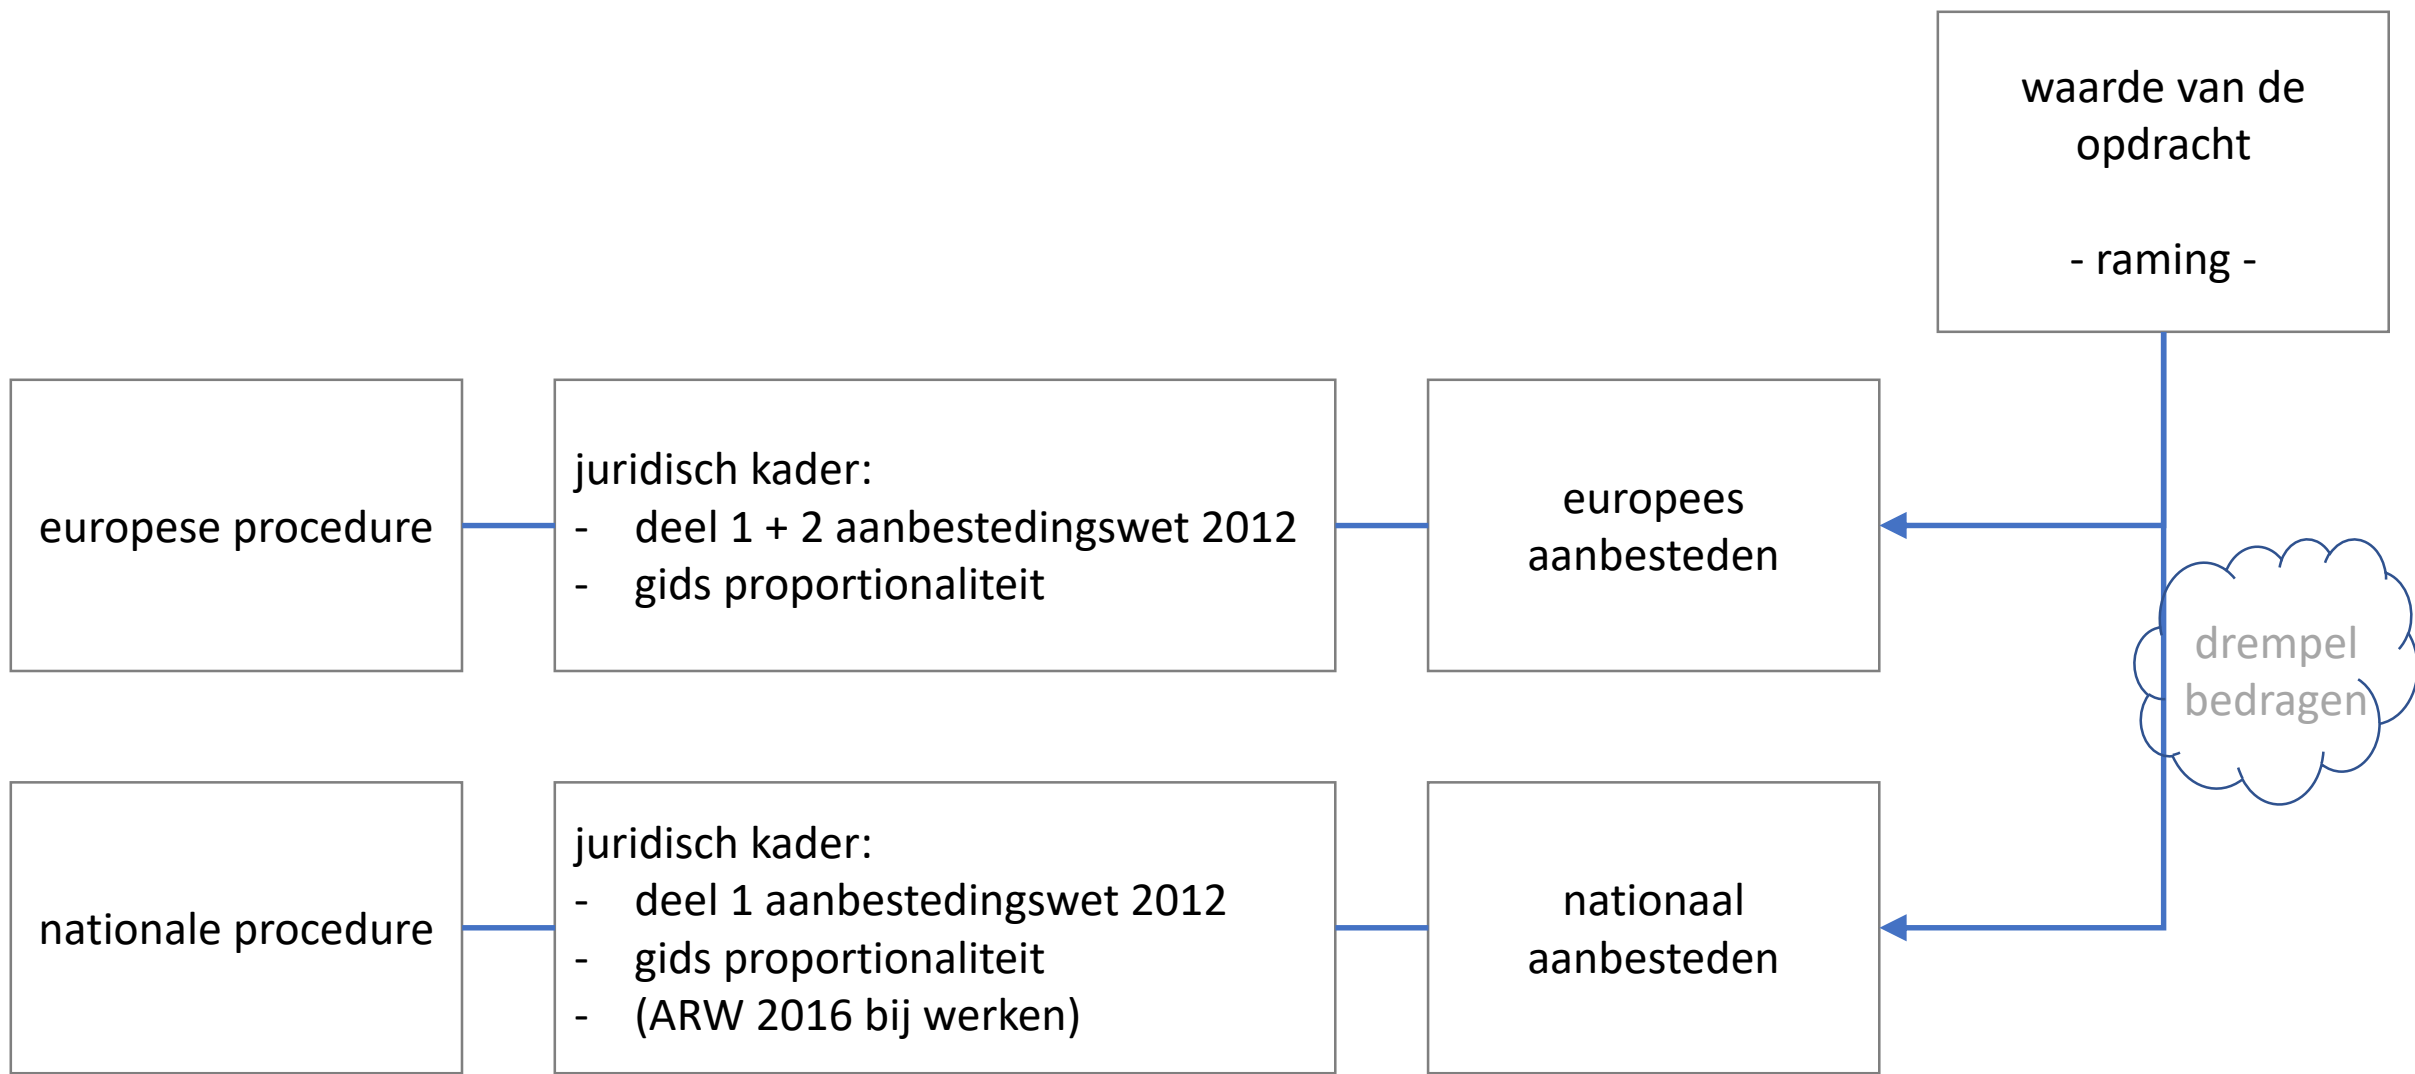 waarde van de
opdracht
- raming -
europese procedure
juridisch kader:
- deel 1 + 2 aanbestedingswet 2012
- gids proportionaliteit
europees
aanbesteden
drempel
bedragen
nationale procedure
juridisch kader:
- deel 1 aanbestedingswet 2012
- gids proportionaliteit
- (ARW 2016 bij werken)
nationaal
aanbesteden